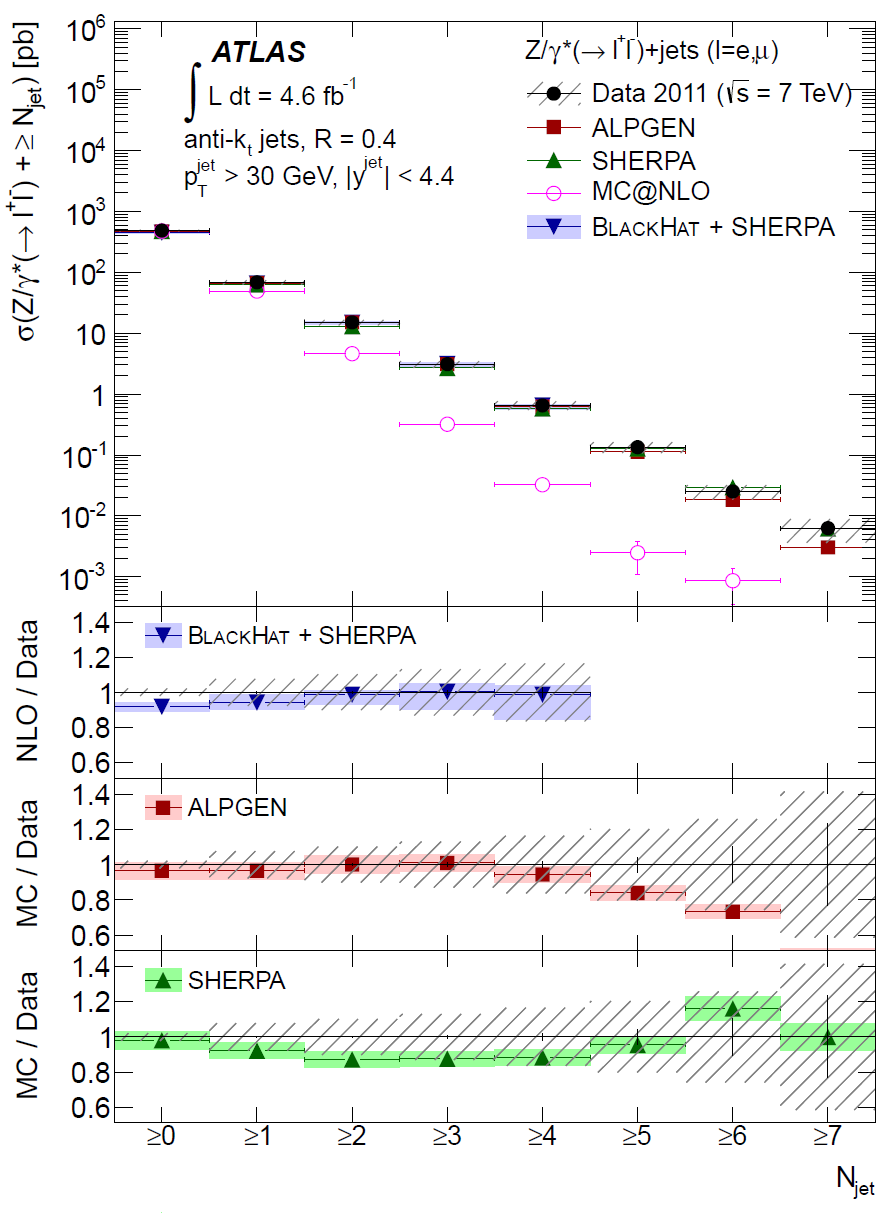 σ(Z/γ*(→ l⁺l⁻) + ≥ N_jet) [pb]
10⁶
10⁵
10⁴
10³
10²
10
1
10⁻¹
10⁻²
10⁻³
ATLAS
∫ L dt = 4.6 fb⁻¹
anti-k_t jets, R = 0.4
p_T^jet > 30 GeV, |y^jet| < 4.4
Z/γ*(→ l⁺l⁻)+jets (l=e,μ)
Data 2011 (√s = 7 TeV)
ALPGEN
SHERPA
MC@NLO
BLACKHAT + SHERPA
NLO / Data
1.4
1.2
1
0.8
0.6
BLACKHAT + SHERPA
MC / Data
1.4
1.2
1
0.8
0.6
ALPGEN
MC / Data
1.4
1.2
1
0.8
0.6
SHERPA
≥0 ≥1 ≥2 ≥3 ≥4 ≥5 ≥6 ≥7
N_jet